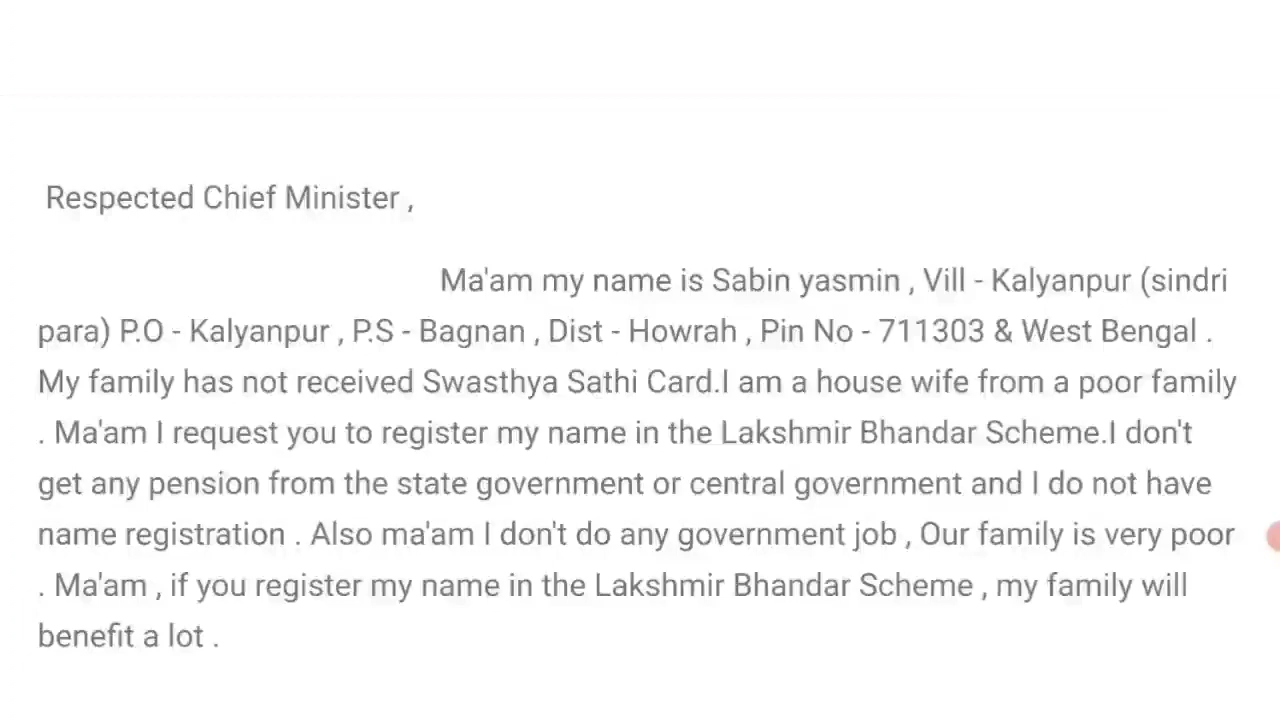 Respected Chief Minister ,
Ma'am my name is Sabin yasmin , Vill - Kalyanpur (sindri
para) P.O - Kalyanpur , P.S - Bagnan , Dist - Howrah , Pin No - 711303 & West Bengal .
My family has not received Swasthya Sathi Card.I am a house wife from a poor family
. Ma'am I request you to register my name in the Lakshmir Bhandar Scheme.I don't
get any pension from the state government or central government and I do not have
name registration . Also ma'am I don't do any government job , Our family is very poor
. Ma'am , if you register my name in the Lakshmir Bhandar Scheme , my family will
benefit a lot .